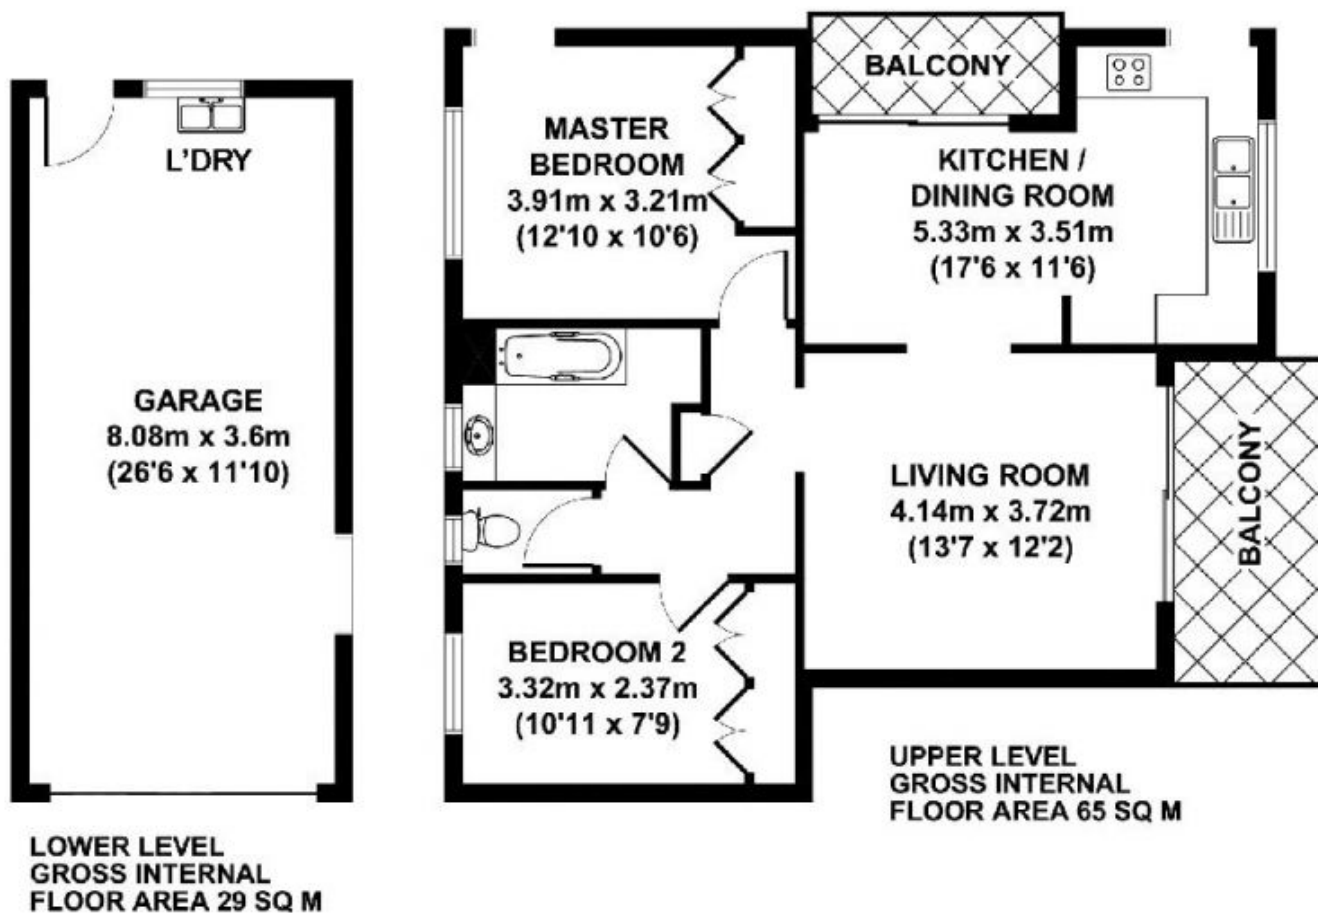 L'DRY
GARAGE
8.08m x 3.6m
(26'6 x 11'10)
LOWER LEVEL
GROSS INTERNAL
FLOOR AREA 29 SQ M
MASTER
BEDROOM
3.91m x 3.21m
(12'10 x 10'6)
BALCONY
KITCHEN /
DINING ROOM
5.33m x 3.51m
(17'6 x 11'6)
LIVING ROOM
4.14m x 3.72m
(13'7 x 12'2)
BALCONY
BEDROOM 2
3.32m x 2.37m
(10'11 x 7'9)
UPPER LEVEL
GROSS INTERNAL
FLOOR AREA 65 SQ M